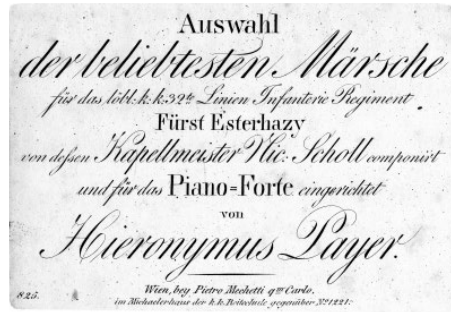 Auswahl
der beliebtesten Märsche
für das löbl: k: k: 32te Linien Infanterie Regiment
Fürst Esterhazy
von dessen Kapellmeister Nic: Scholl componirt
und für das Piano=Forte eingerichtet
von
Hieronymus Payer.
Wien, bey Pietro Mechetti qm Carlo.
825. im Michaelerhaus der k. k. Reitschule gegenüber No 1221.